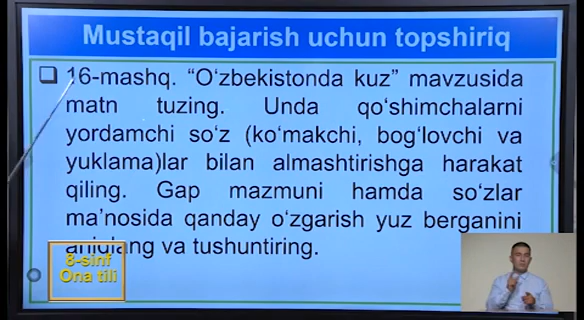 Mustaqil bajarish uchun topshiriq
16-mashq. “O‘zbekistonda kuz” mavzusida
matn tuzing. Unda qo‘shimchalarni
yordamchi so‘z (ko‘makchi, bog‘lovchi va
yuklama)lar bilan almashtirishga harakat
qiling. Gap mazmuni hamda so‘zlar
ma’nosida qanday o‘zgarish yuz berganini
aniqlang va tushuntiring.
8-sinf
Ona tili